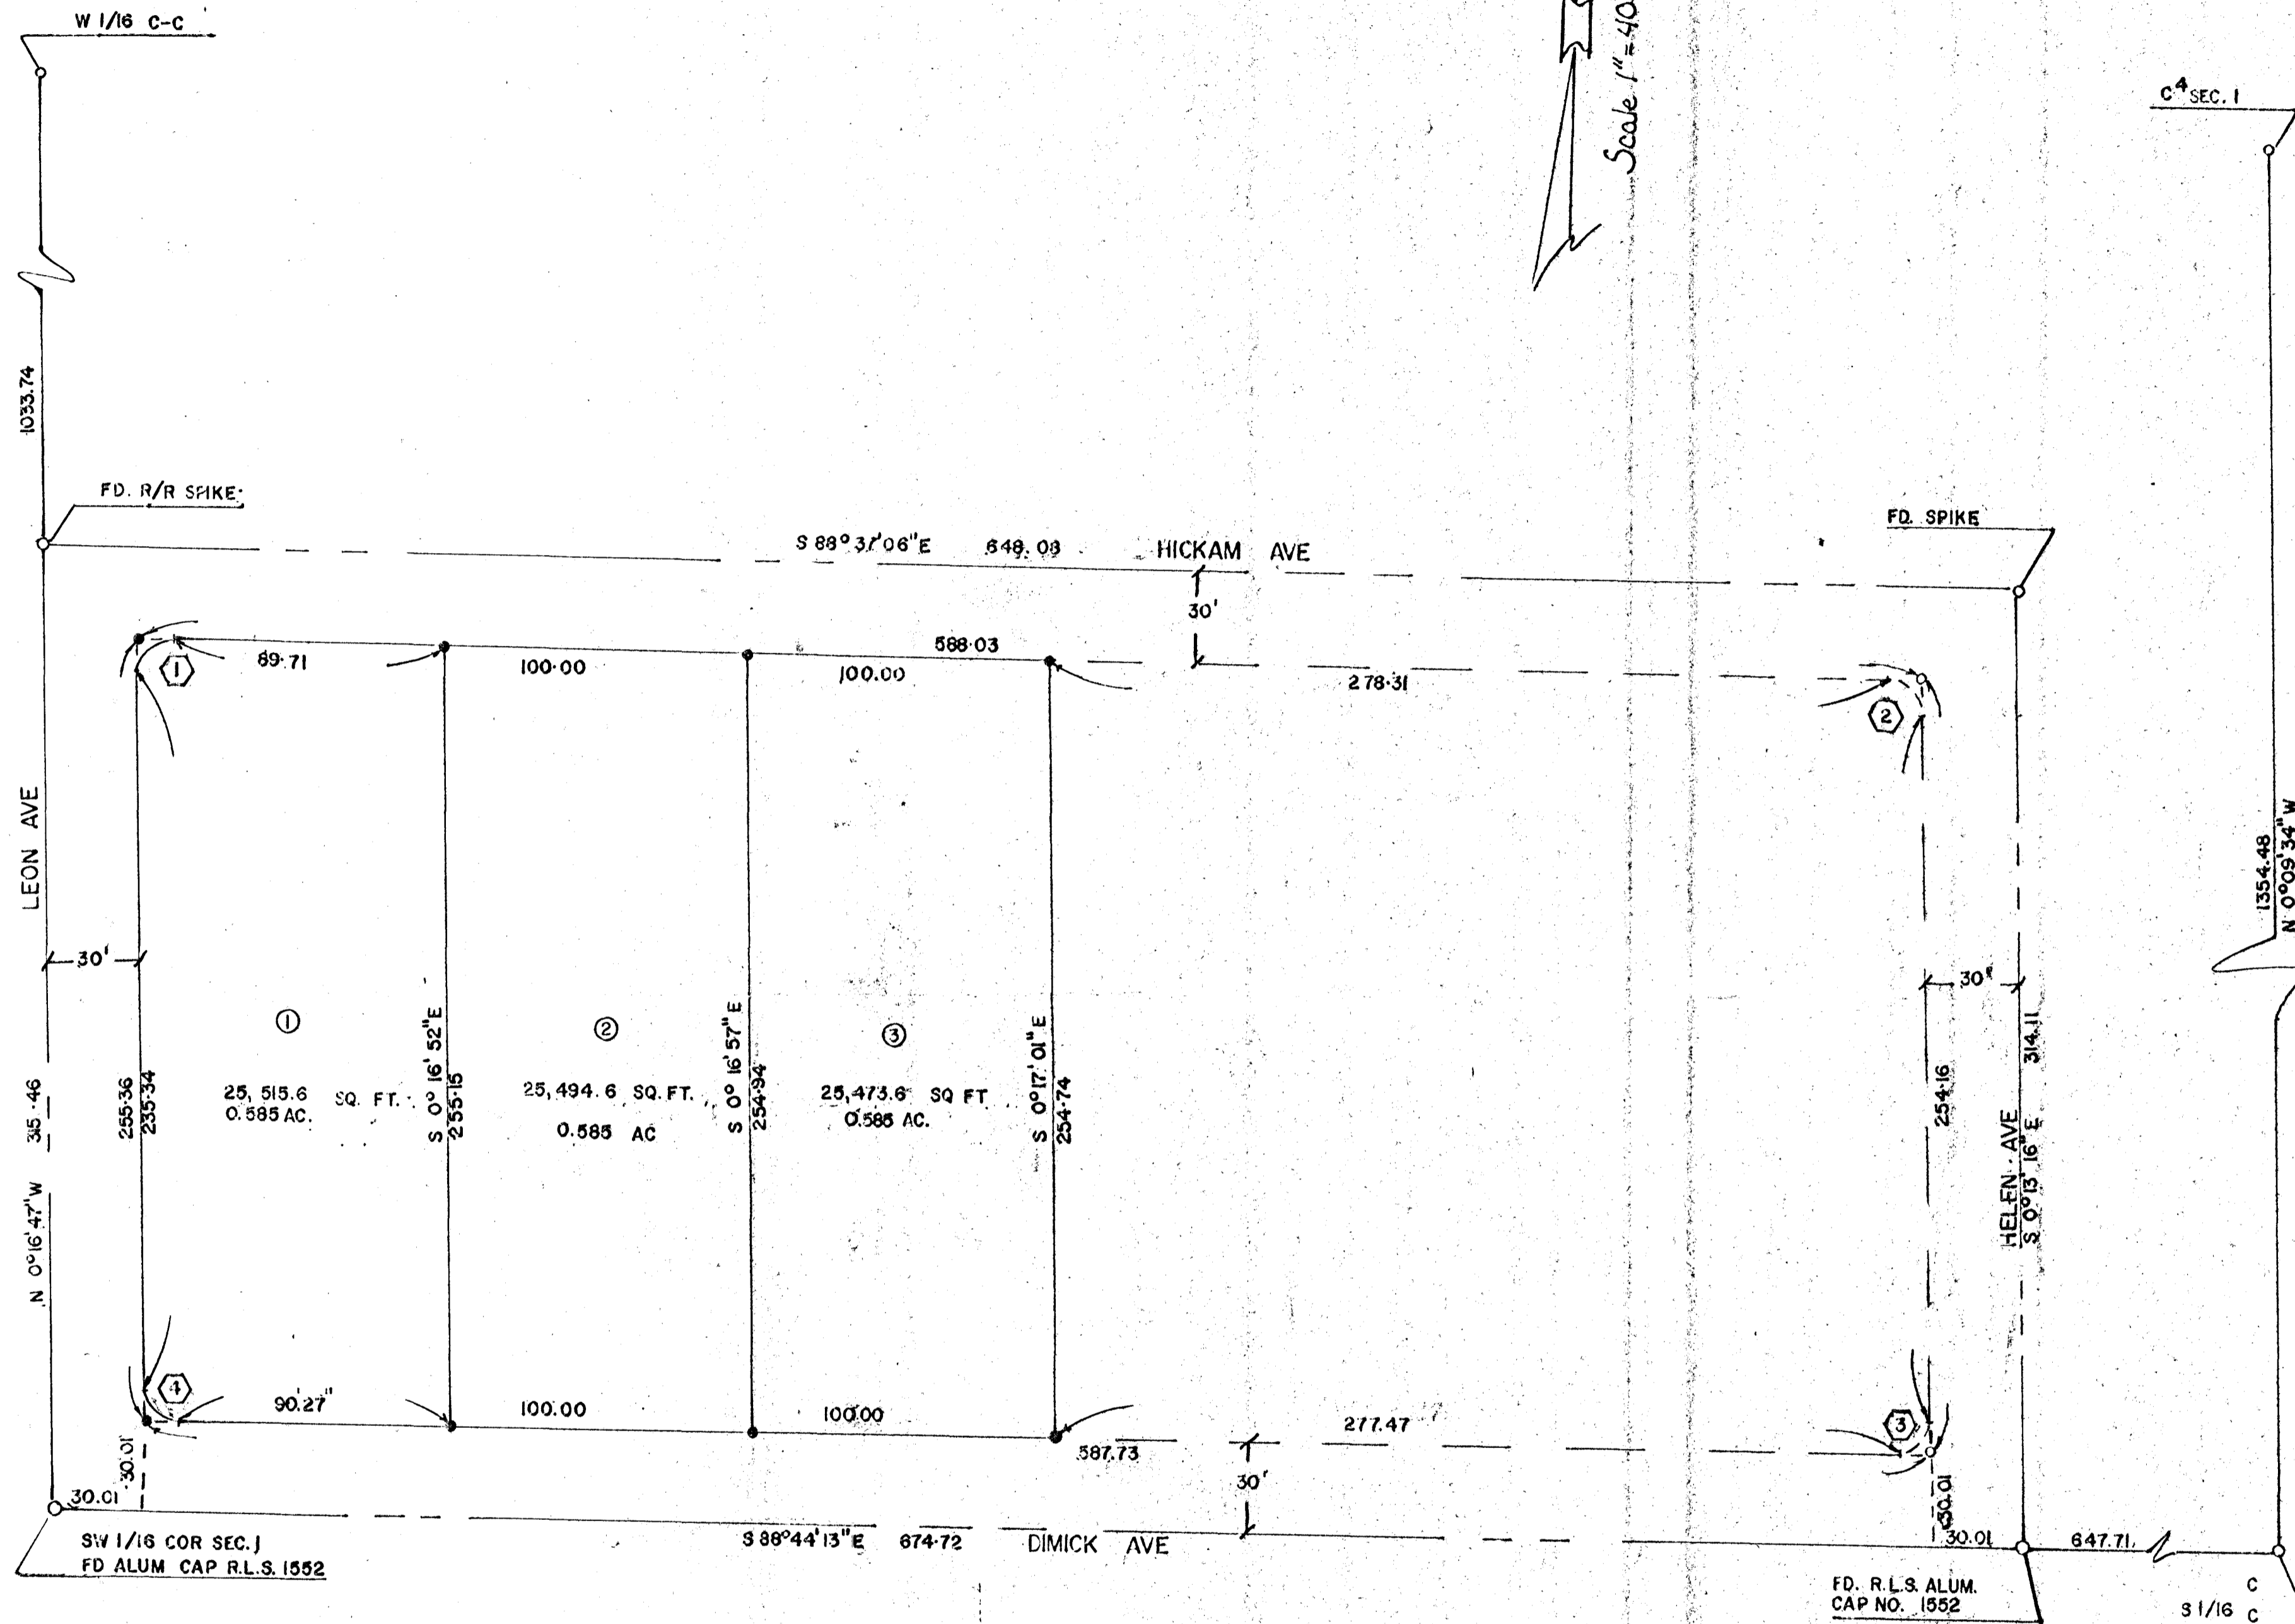 W 1/16 C-C
Scale 1"=40
C 4 SEC. 1
1033.74
FD. R/R SPIKE
FD. SPIKE
S 88° 37' 06" E 648.08 HICKAM AVE
30'
588.03
1
89.71
100.00
100.00
278.31
2
LEON AVE
1354.48
N 0°09'34" W
30'
30'
1
2
3
S 0° 16' 52" E
255.15
S 0° 16' 57" E
254.94
S 0° 17' 01" E
254.74
255.36
235.34
25,515.6 SQ. FT.
0.585 AC.
25,494.6 SQ. FT.
0.585 AC
25,473.6 SQ FT
0.585 AC.
254.16
HELEN AVE
S 0° 13' 16" E 314.11
N 0°16'47" W 315.46
4
90.27"
100.00
100.00
587.73
277.47
3
30'
30.01
30.01
30.01
30.01
647.71
SW 1/16 COR SEC. 1
FD ALUM CAP R.L.S. 1552
S 88°44'13" E 674.72 DIMICK AVE
FD. R.L.S. ALUM.
CAP NO. 1552
C
S 1/16 C